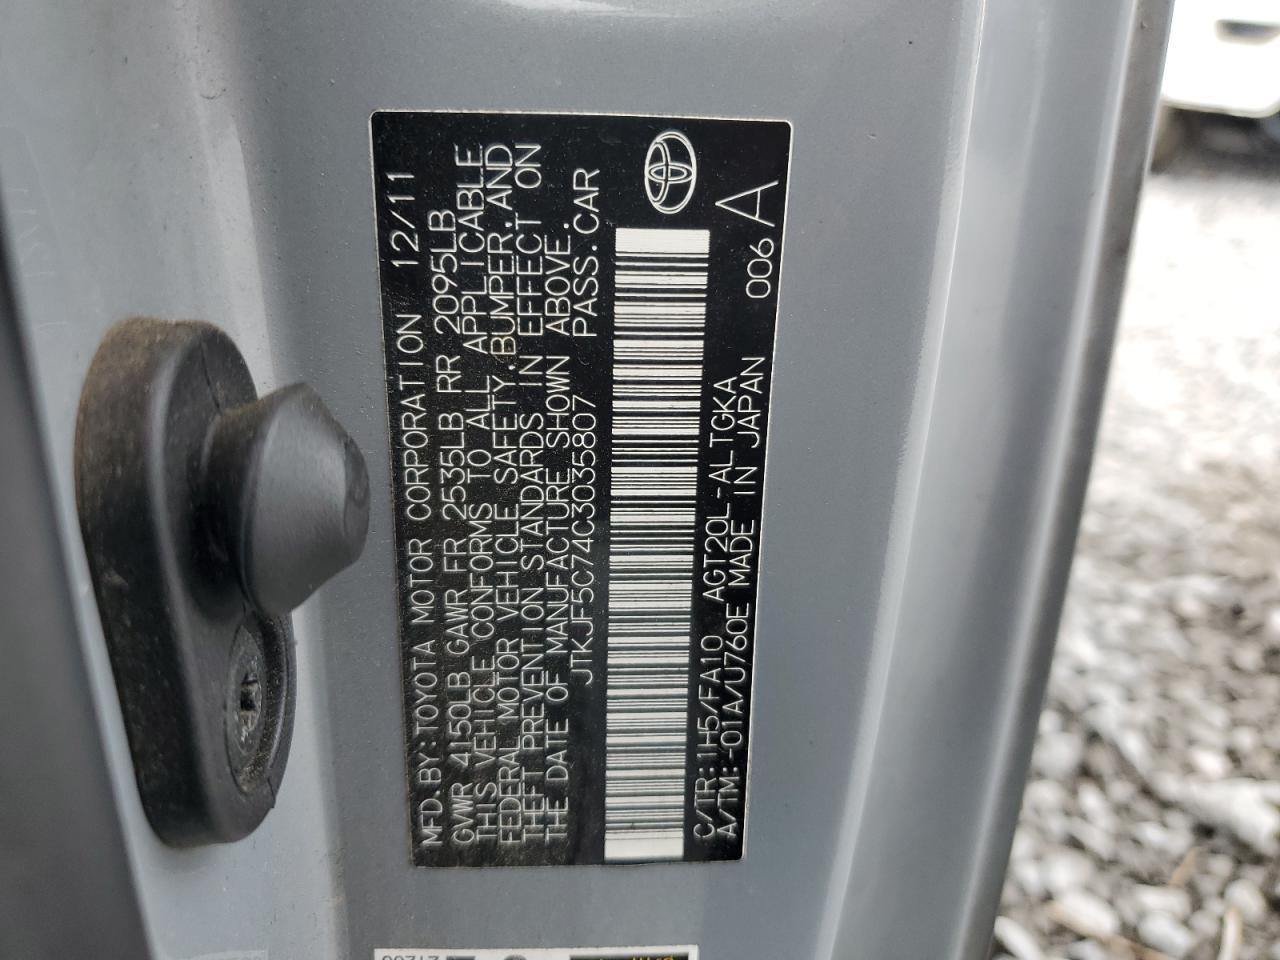 MFD BY:TOYOTA MOTOR CORPORATION 12/11
GVWR 4150LB GAWR FR 2535LB RR 2095LB
THIS VEHICLE CONFORMS TO ALL APPLICABLE
FEDERAL MOTOR VEHICLE SAFETY,BUMPER,AND
THEFT PREVENTION STANDARDS IN EFFECT ON
THE DATE OF MANUFACTURE SHOWN ABOVE.
JTKJF5C74C3035807 PASS.CAR
C/TR:1H5/FA10 AGT20L-ALTGKA 006 A
A/TM:-01A/U760E MADE IN JAPAN